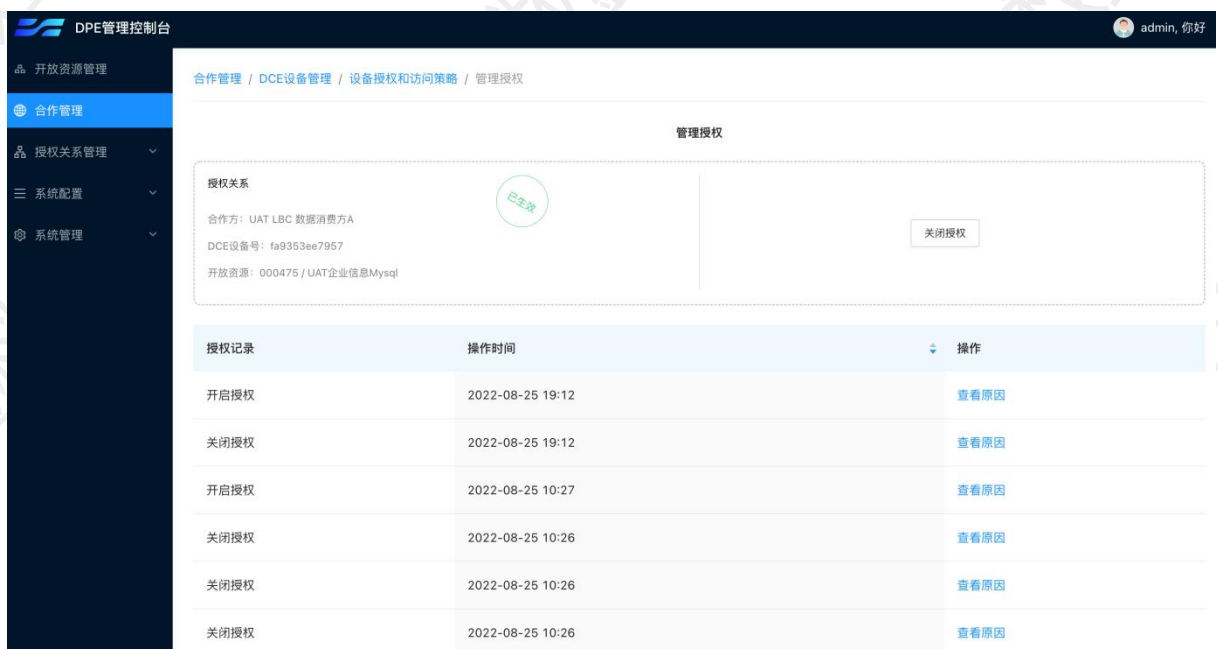 DPE管理控制台
admin, 你好
开放资源管理
合作管理
授权关系管理
系统配置
系统管理
合作管理 / DCE设备管理 / 设备授权和访问策略 / 管理授权
管理授权
授权关系
已生效
合作方：UAT LBC 数据消费方A
DCE设备号：fa9353ee7957
开放资源：000475 / UAT企业信息Mysql
关闭授权
授权记录 操作时间 操作
开启授权 2022-08-25 19:12 查看原因
关闭授权 2022-08-25 19:12 查看原因
开启授权 2022-08-25 10:27 查看原因
关闭授权 2022-08-25 10:26 查看原因
关闭授权 2022-08-25 10:26 查看原因
关闭授权 2022-08-25 10:26 查看原因